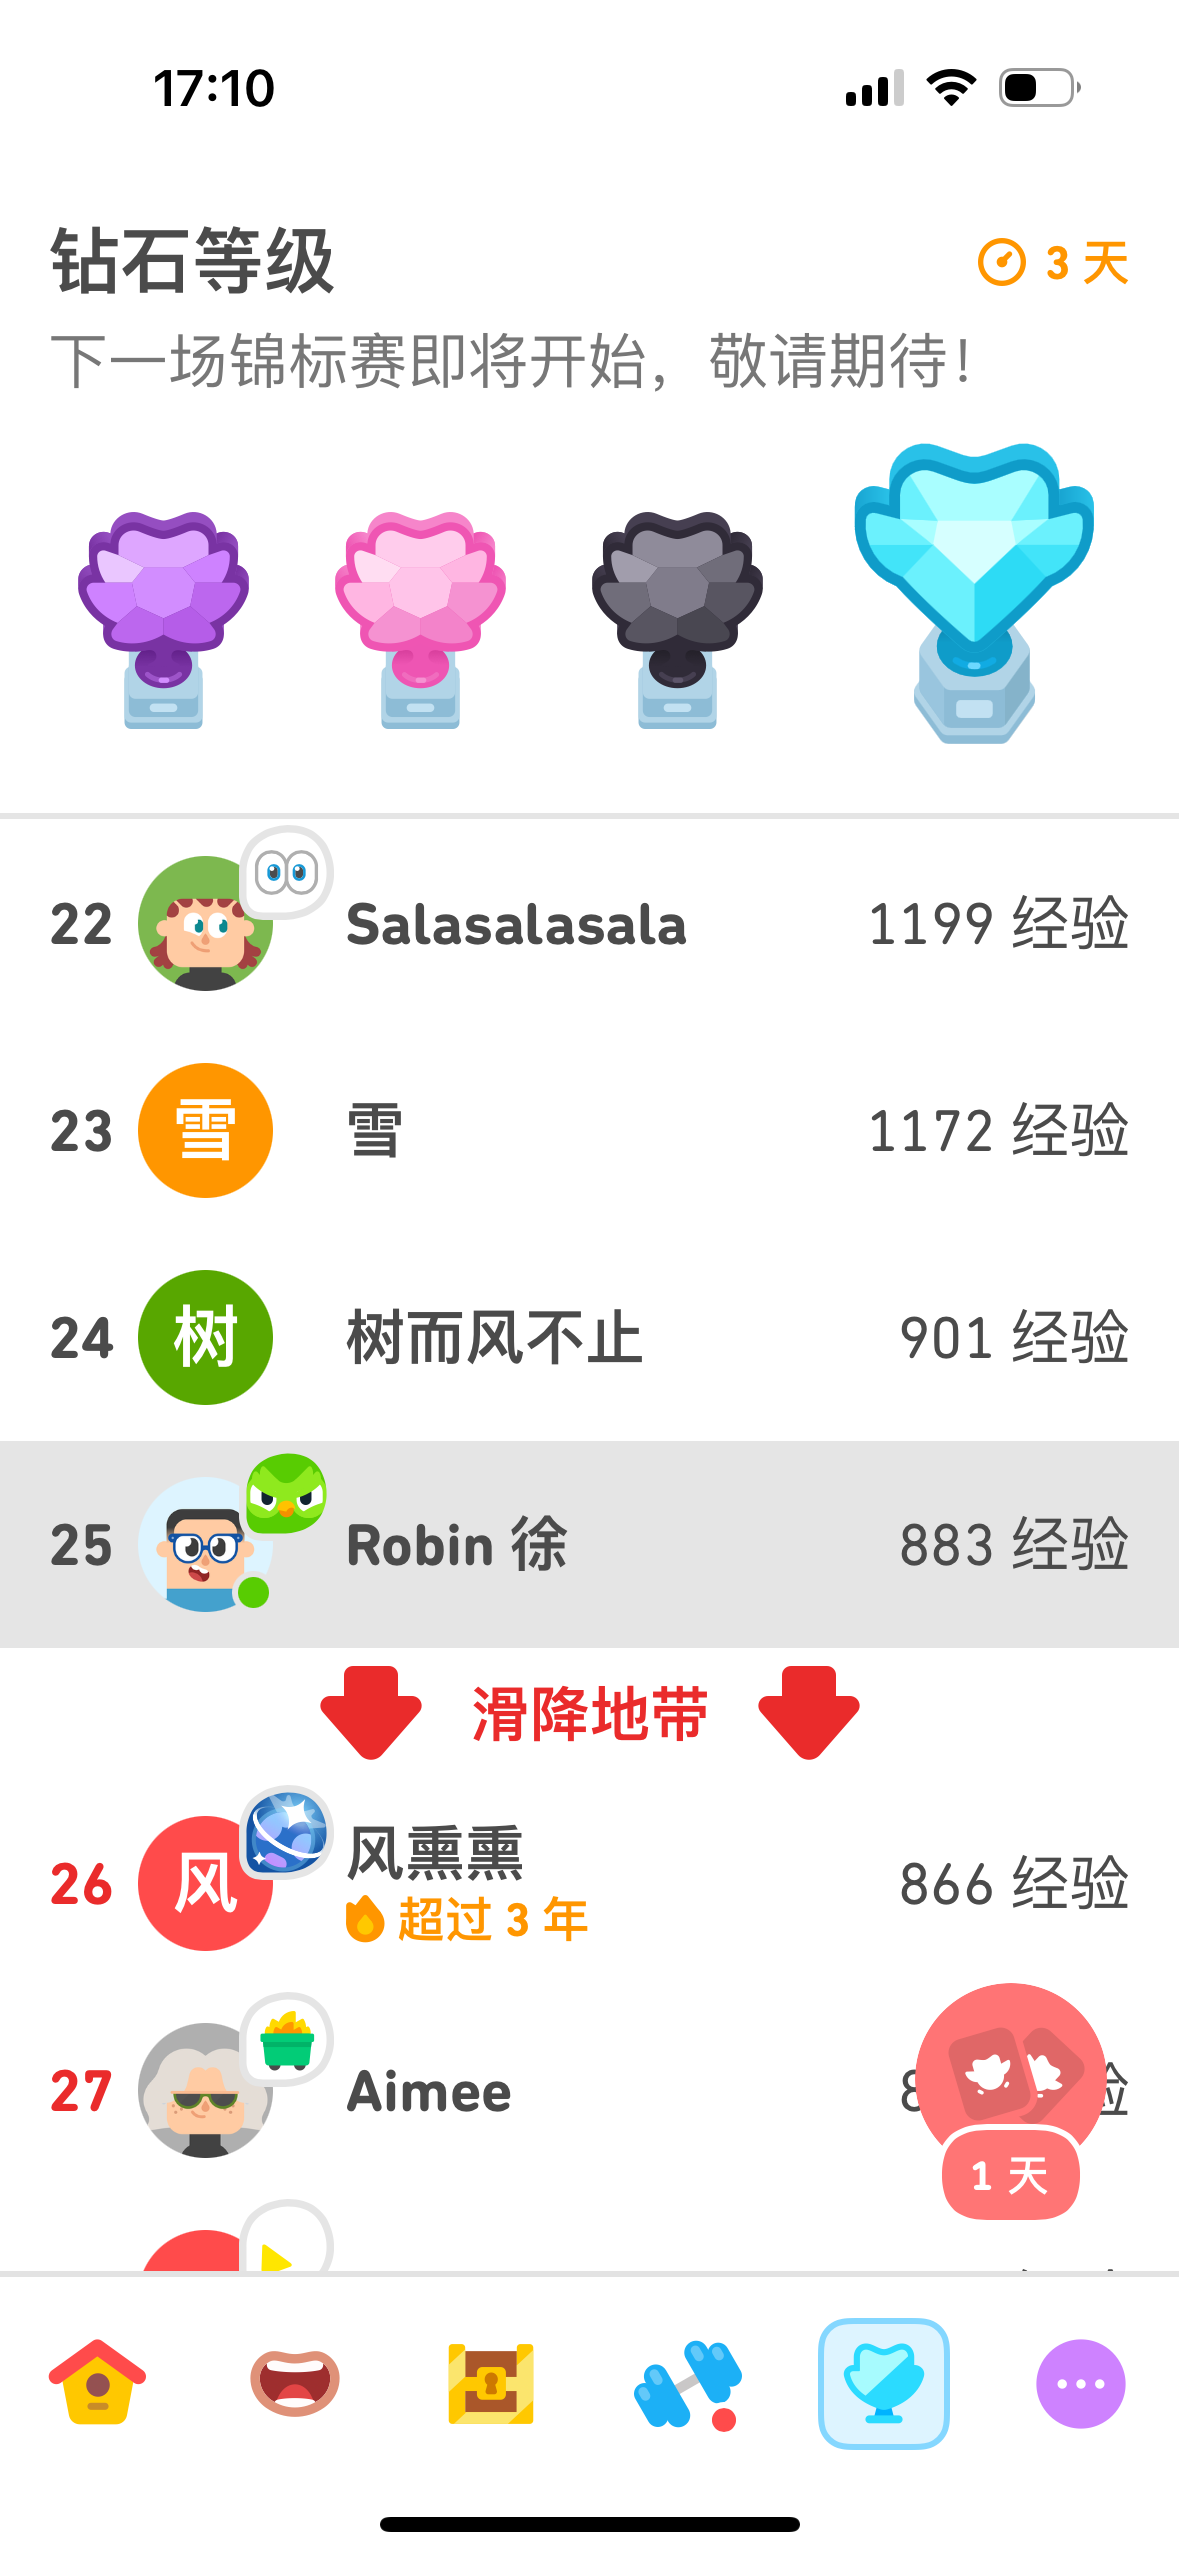 17:10
钻石等级
3 天
下一场锦标赛即将开始，敬请期待！
22 Salasalasala 1199 经验
23 雪 雪 1172 经验
24 树 树而风不止 901 经验
25 Robin 徐 883 经验
滑降地带
26 风 风熏熏 866 经验
超过 3 年
27 Aimee
1 天